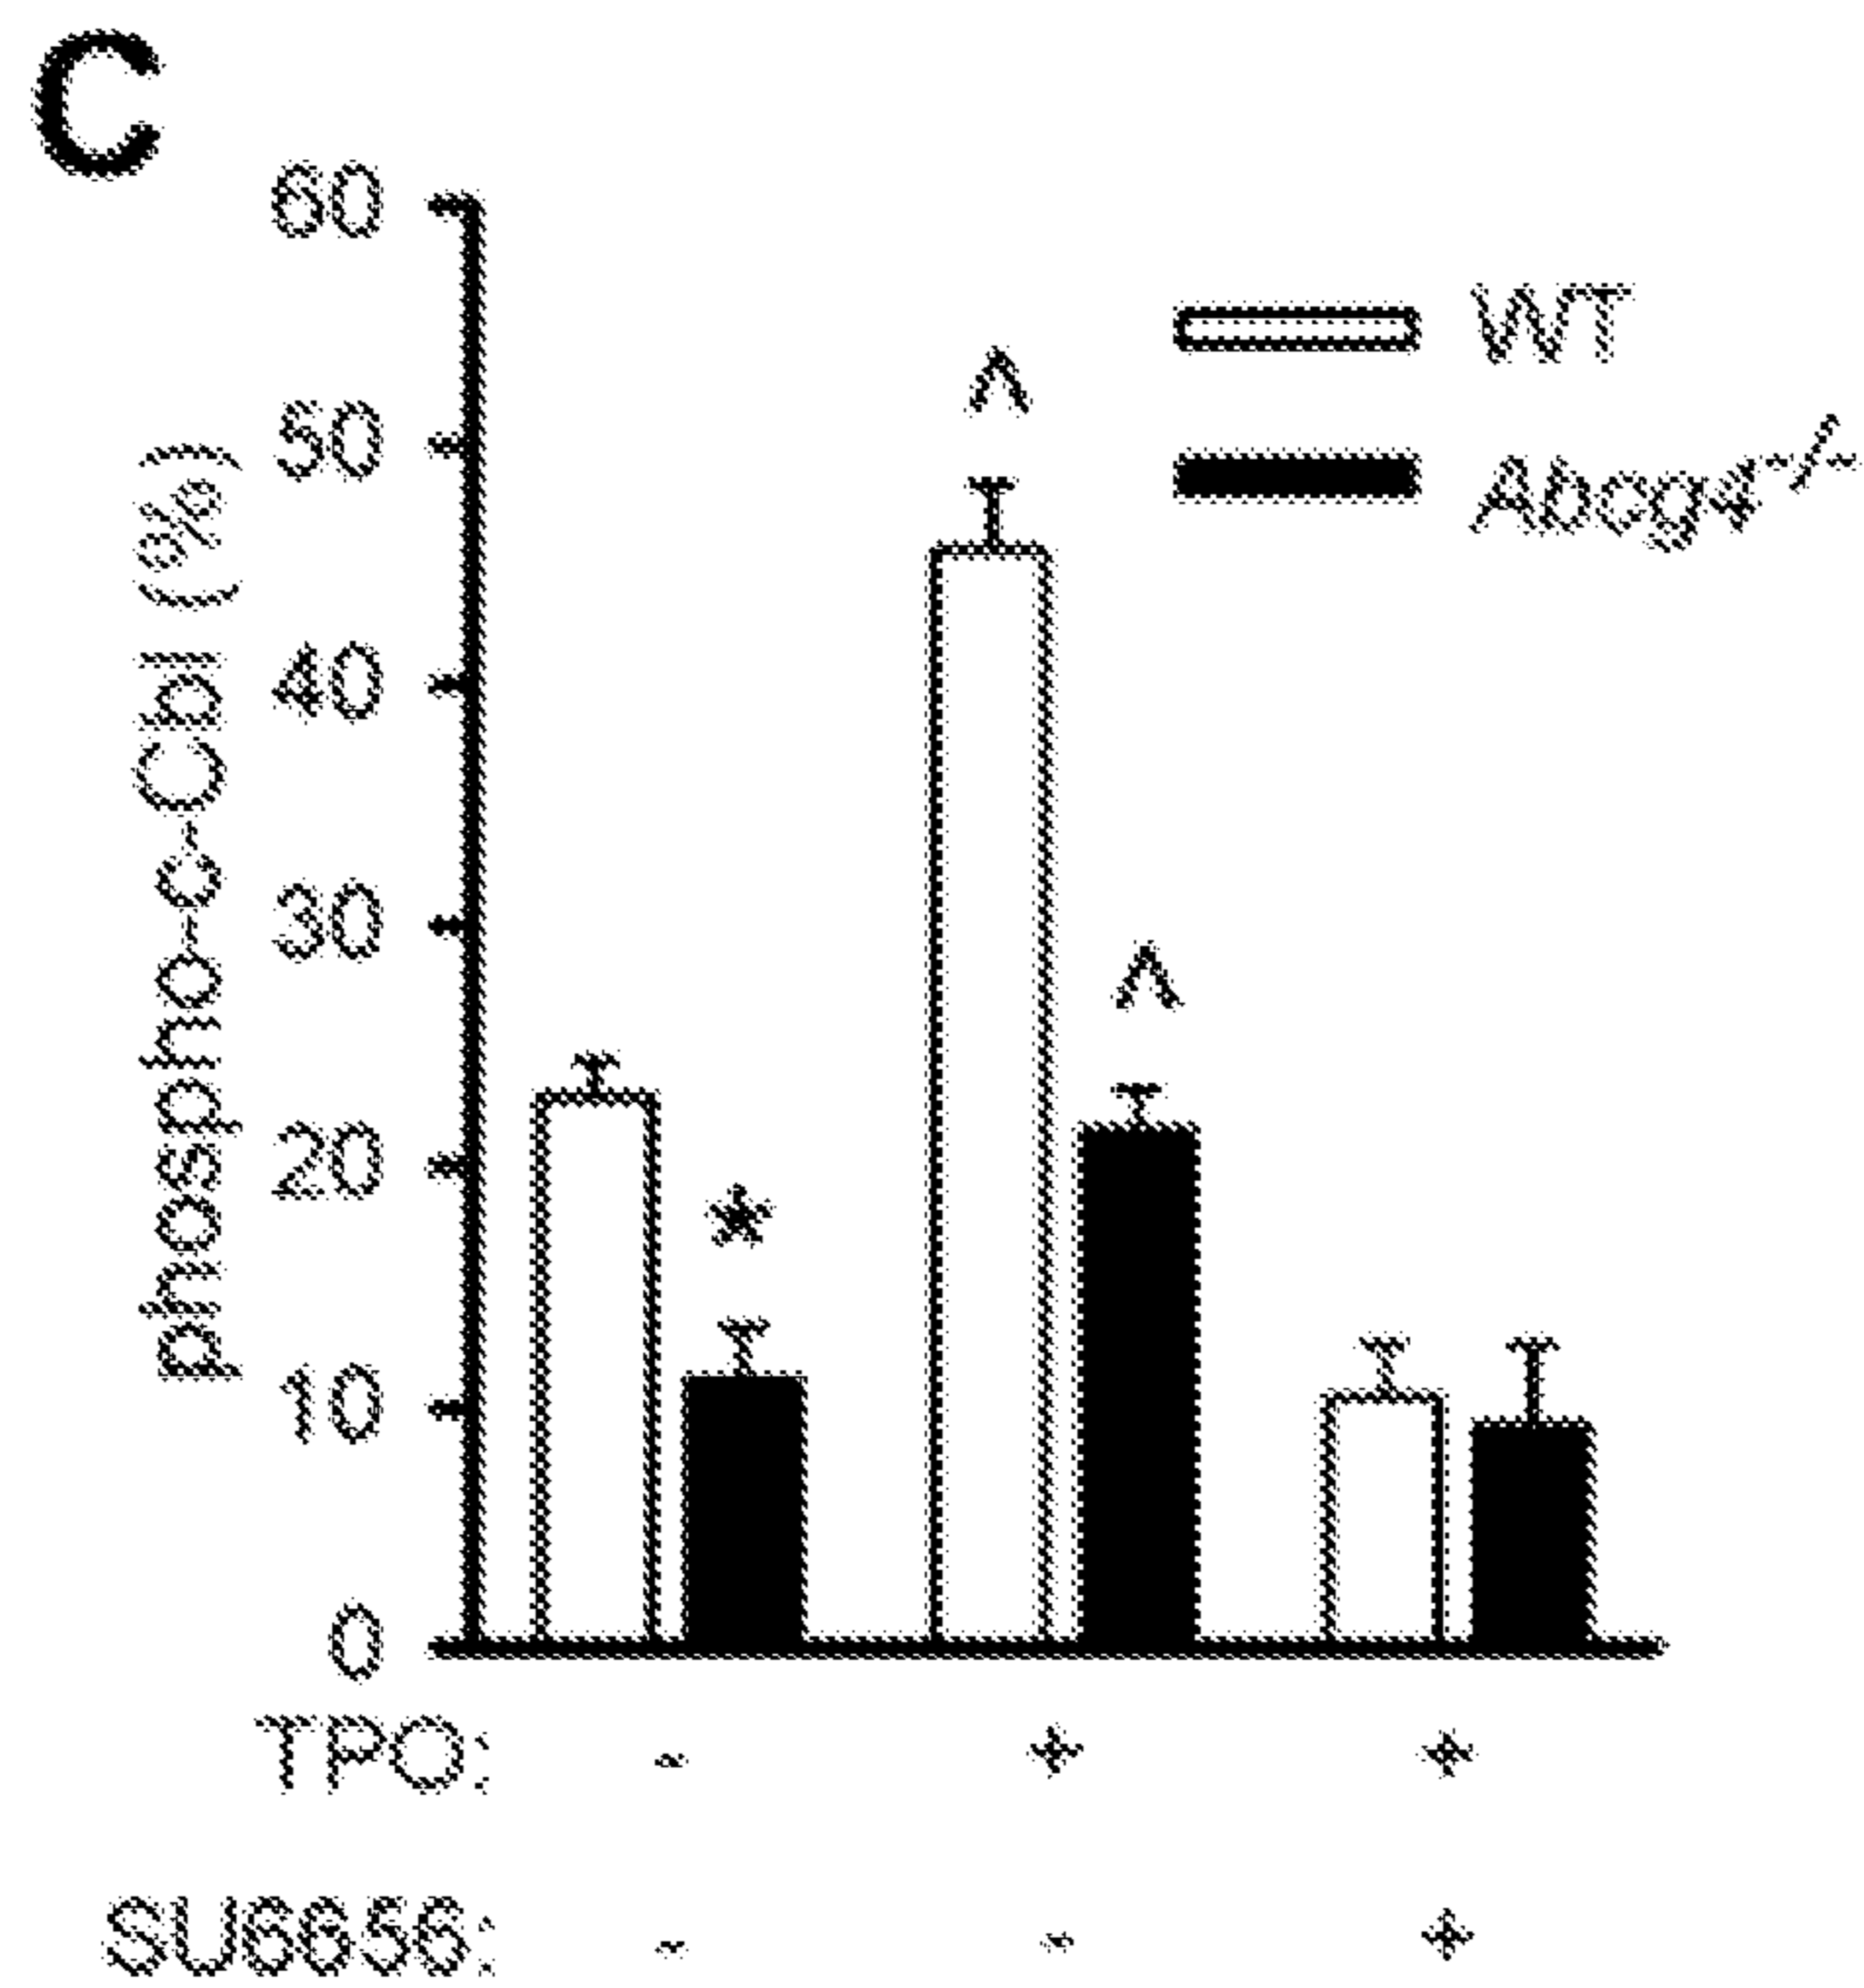 C
60
50
40
30
20
10
0
phospho-c-Cbl (%)
WT
Abcg4-/-
^
^
*
TPO: - + +
SU6656: - - +